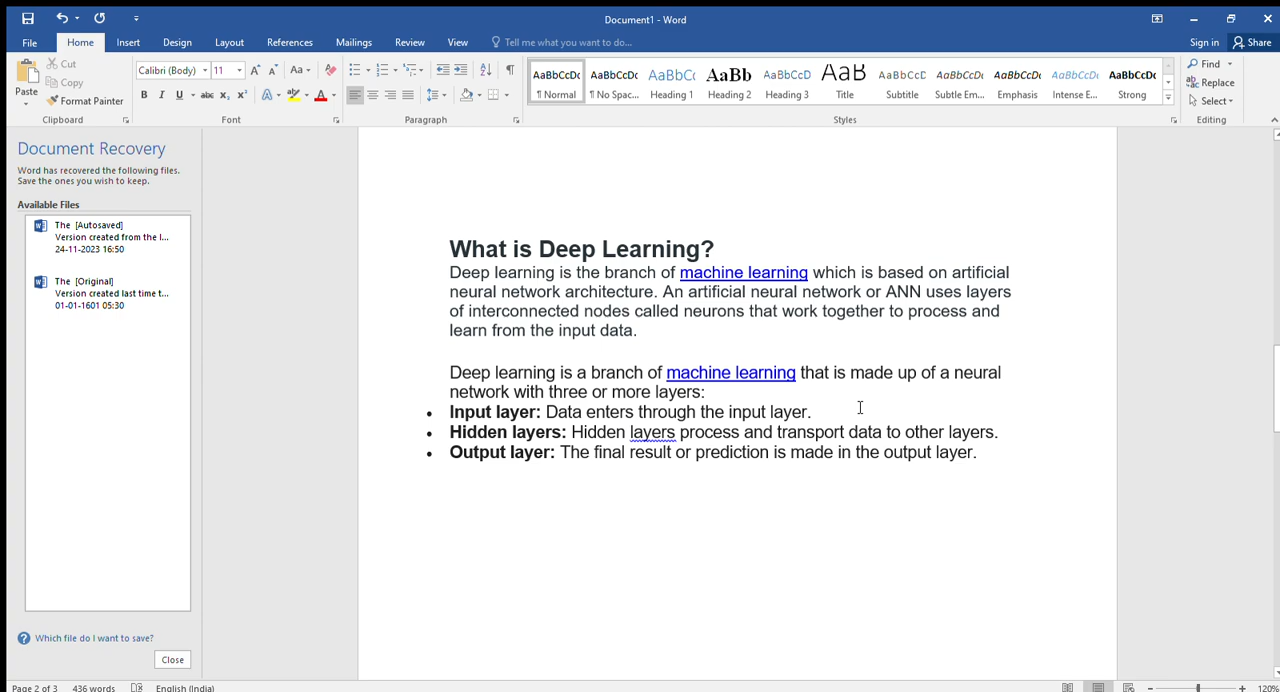 Document1 - Word
File Home Insert Design Layout References Mailings Review View Tell me what you want to do... Sign in Share
Cut
Copy
Format Painter
Paste
Calibri (Body) 11
AaBbCcDc AaBbCcDc AaBbC AaBb AaBbCcD AaB AaBbCcD AaBbCcDc AaBbCcDc AaBbCcDc AaBbCcDc
¶ Normal ¶ No Spac... Heading 1 Heading 2 Heading 3 Title Subtitle Subtle Em... Emphasis Intense E... Strong
Find
Replace
Select
Clipboard Font Paragraph Styles Editing
Document Recovery
Word has recovered the following files.
Save the ones you wish to keep.
Available Files
The [Autosaved]
Version created from the l...
24-11-2023 16:50
The [Original]
Version created last time t...
01-01-1601 05:30
Which file do I want to save?
Close
What is Deep Learning?
Deep learning is the branch of machine learning which is based on artificial
neural network architecture. An artificial neural network or ANN uses layers
of interconnected nodes called neurons that work together to process and
learn from the input data.
Deep learning is a branch of machine learning that is made up of a neural
network with three or more layers:
• Input layer: Data enters through the input layer.
• Hidden layers: Hidden layers process and transport data to other layers.
• Output layer: The final result or prediction is made in the output layer.
Page 2 of 3 436 words English (India) 120%